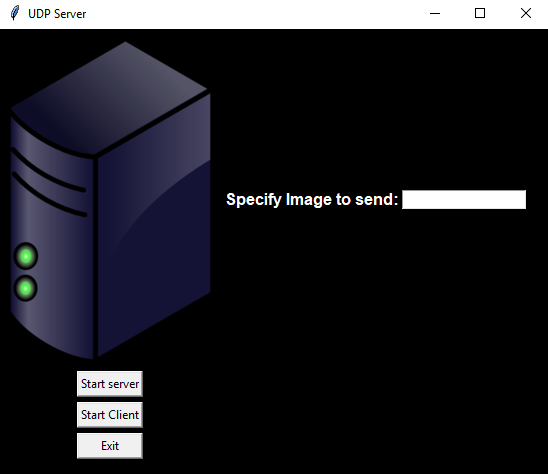 UDP Server
Specify Image to send:
Start server
Start Client
Exit